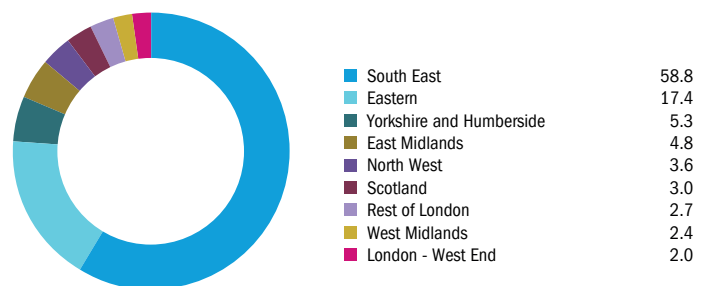 South East 58.8
Eastern 17.4
Yorkshire and Humberside 5.3
East Midlands 4.8
North West 3.6
Scotland 3.0
Rest of London 2.7
West Midlands 2.4
London - West End 2.0